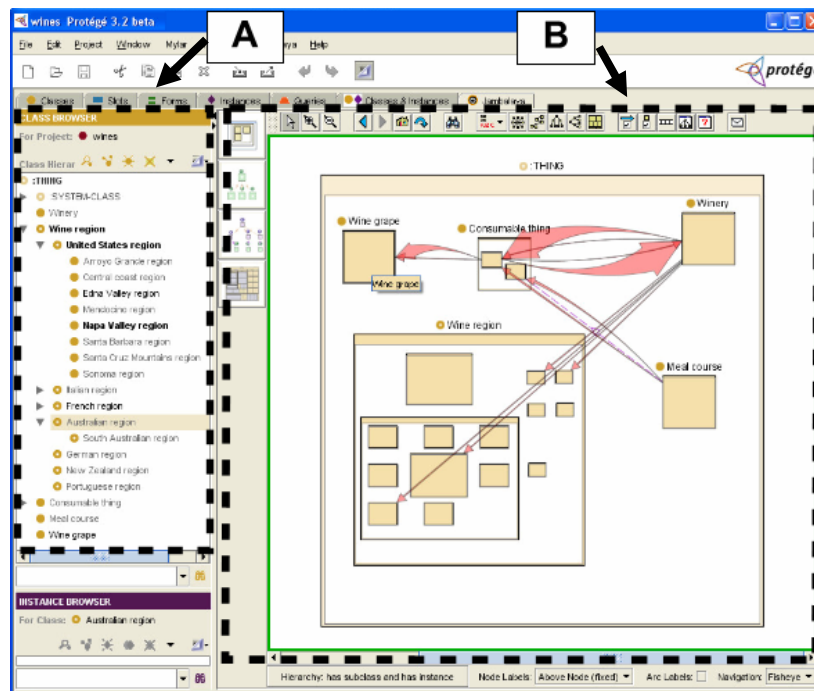 wines Protégé 3.2 beta
A
B
File Edit Project Window Mylar Help
protégé
Classes Slots Forms Instances Queries Classes & Instances Jambalaya
CLASS BROWSER
For Project: wines
Class Hierar
:THING
:SYSTEM-CLASS
Winery
Wine region
United States region
Arroyo Grande region
Central coast region
Edna Valley region
Mendocino region
Napa Valley region
Santa Barbara region
Santa Cruz Mountains region
Sonoma region
Italian region
French region
Australian region
South Australian region
German region
New Zealand region
Portuguese region
Consumable thing
Meal course
Wine grape
INSTANCE BROWSER
For Class: Australian region
:THING
Wine grape
Consumable thing
Winery
Wine grape
Wine region
Meal course
Hierarchy: has subclass and has instance Node Labels: Above Node (fixed) Arc Labels: Navigation: Fisheye